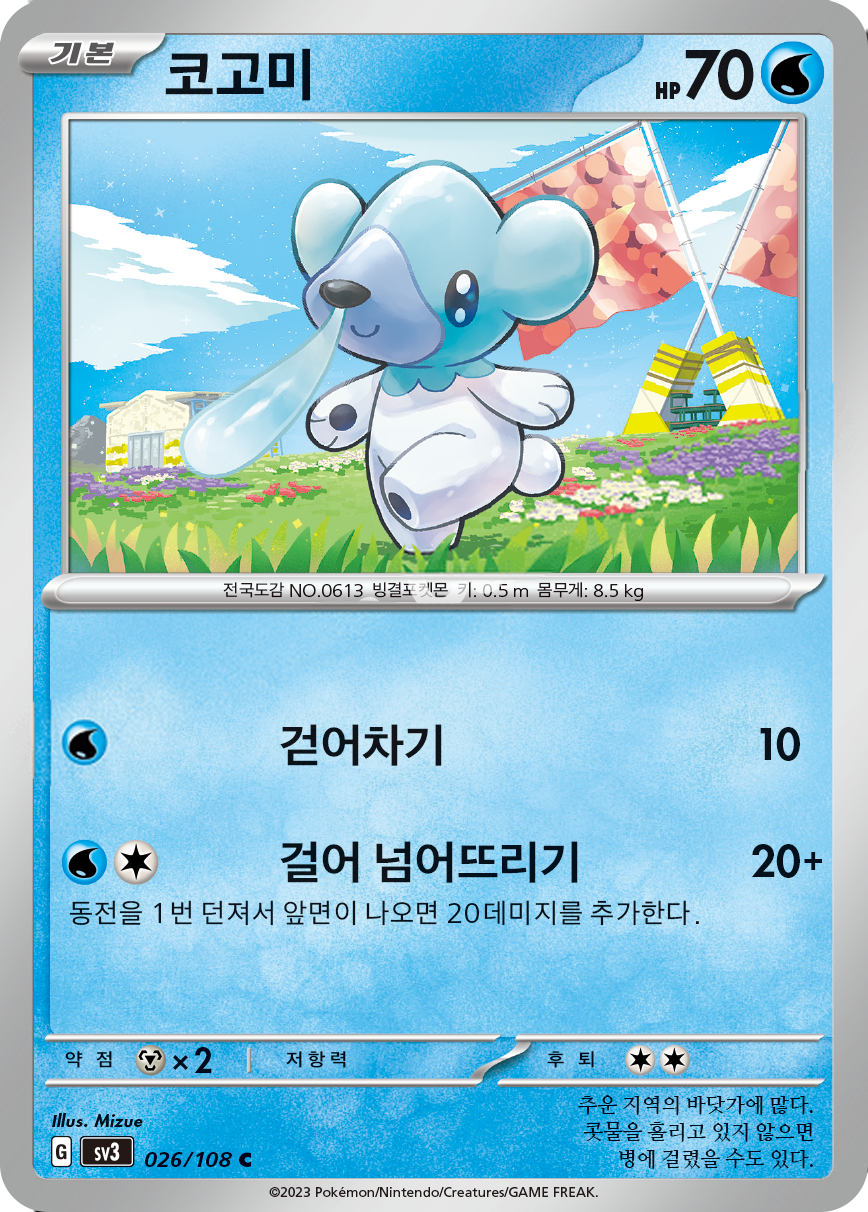 기본 코고미 HP 70
전국도감 NO.0613 빙결포켓몬 키: 0.5 m 몸무게: 8.5 kg
걷어차기 10
걸어 넘어뜨리기 20+
동전을 1번 던져서 앞면이 나오면 20데미지를 추가한다.
약점 ×2 저항력 후퇴
추운 지역의 바닷가에 많다.
콧물을 흘리고 있지 않으면
병에 걸렸을 수도 있다.
Illus. Mizue
G sv3 026/108 C
©2023 Pokémon/Nintendo/Creatures/GAME FREAK.